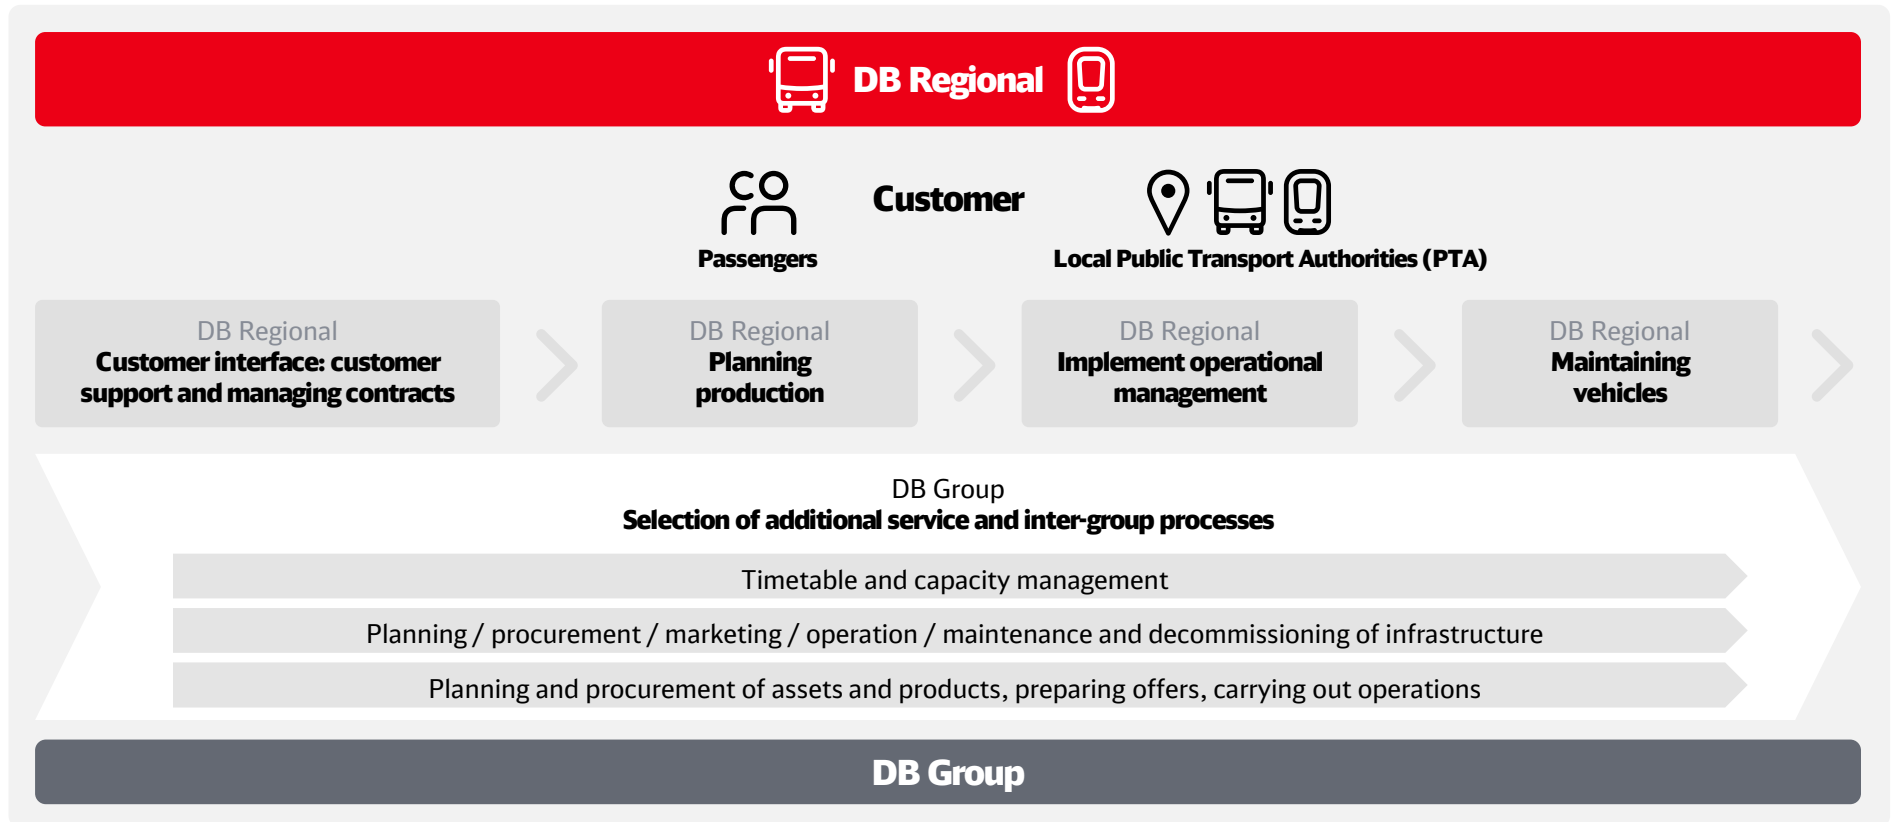 DB Regional
Customer
Passengers
Local Public Transport Authorities (PTA)
DB Regional
Customer interface: customer
support and managing contracts
DB Regional
Planning
production
DB Regional
Implement operational
management
DB Regional
Maintaining
vehicles
DB Group
Selection of additional service and inter-group processes
Timetable and capacity management
Planning / procurement / marketing / operation / maintenance and decommissioning of infrastructure
Planning and procurement of assets and products, preparing offers, carrying out operations
DB Group